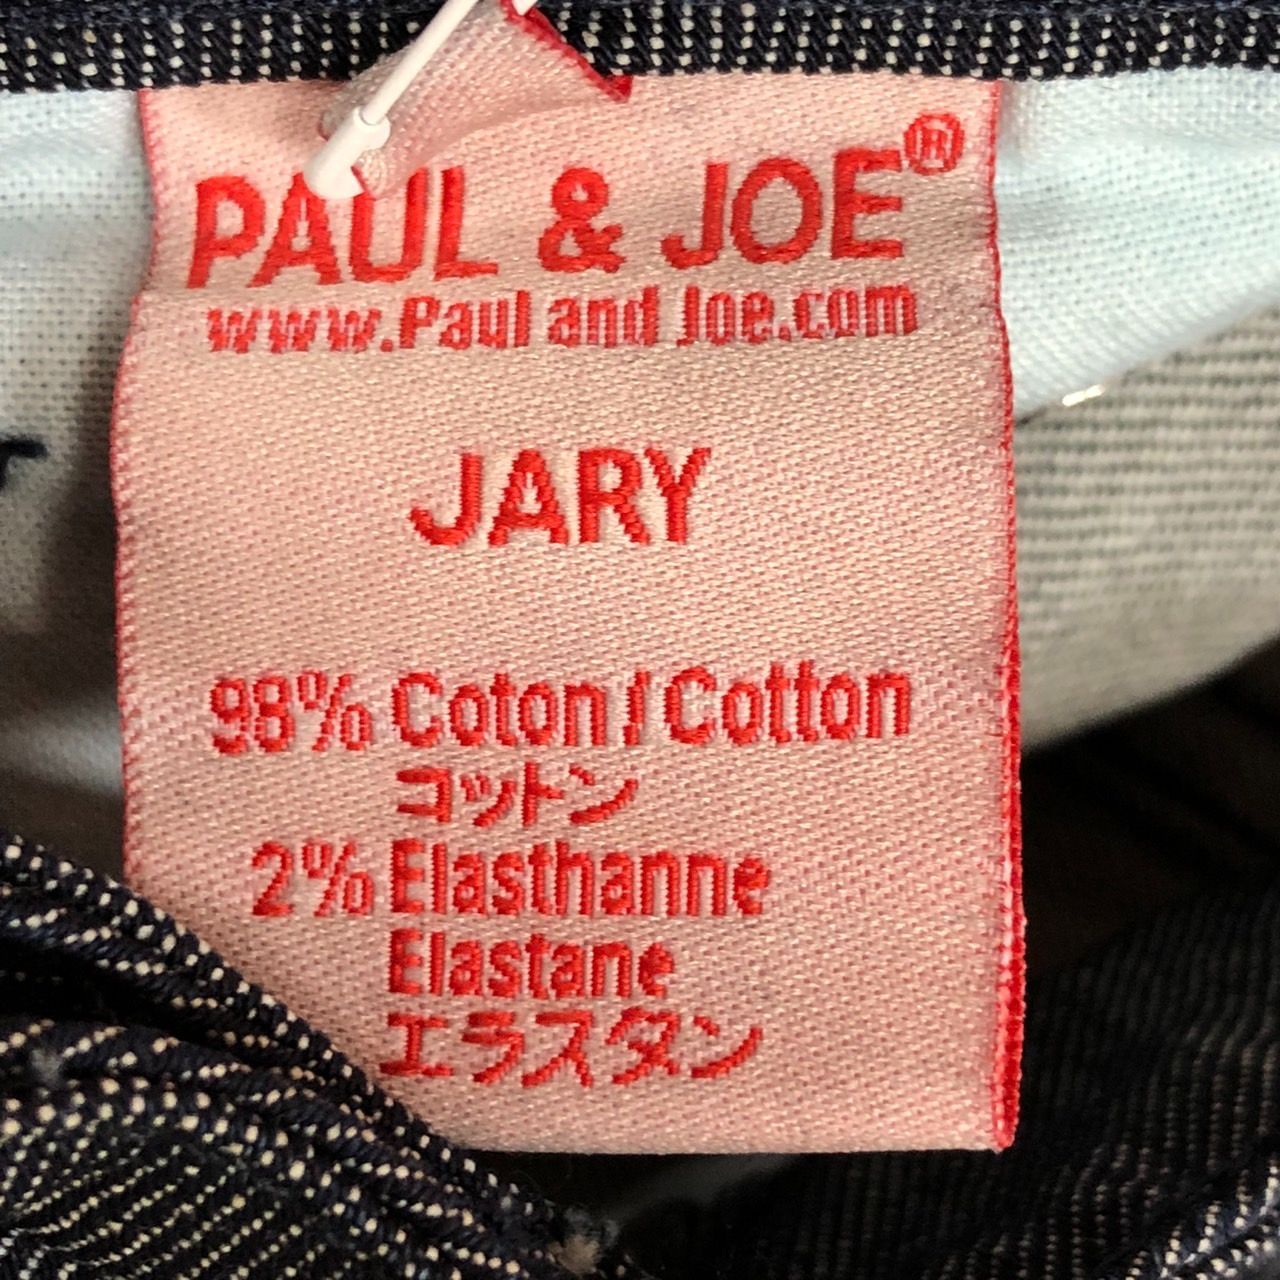 PAUL & JOE®
www.Paul and Joe.com
JARY
98% Coton / Cotton
コットン
2% Elasthanne
Elastane
エラスタン